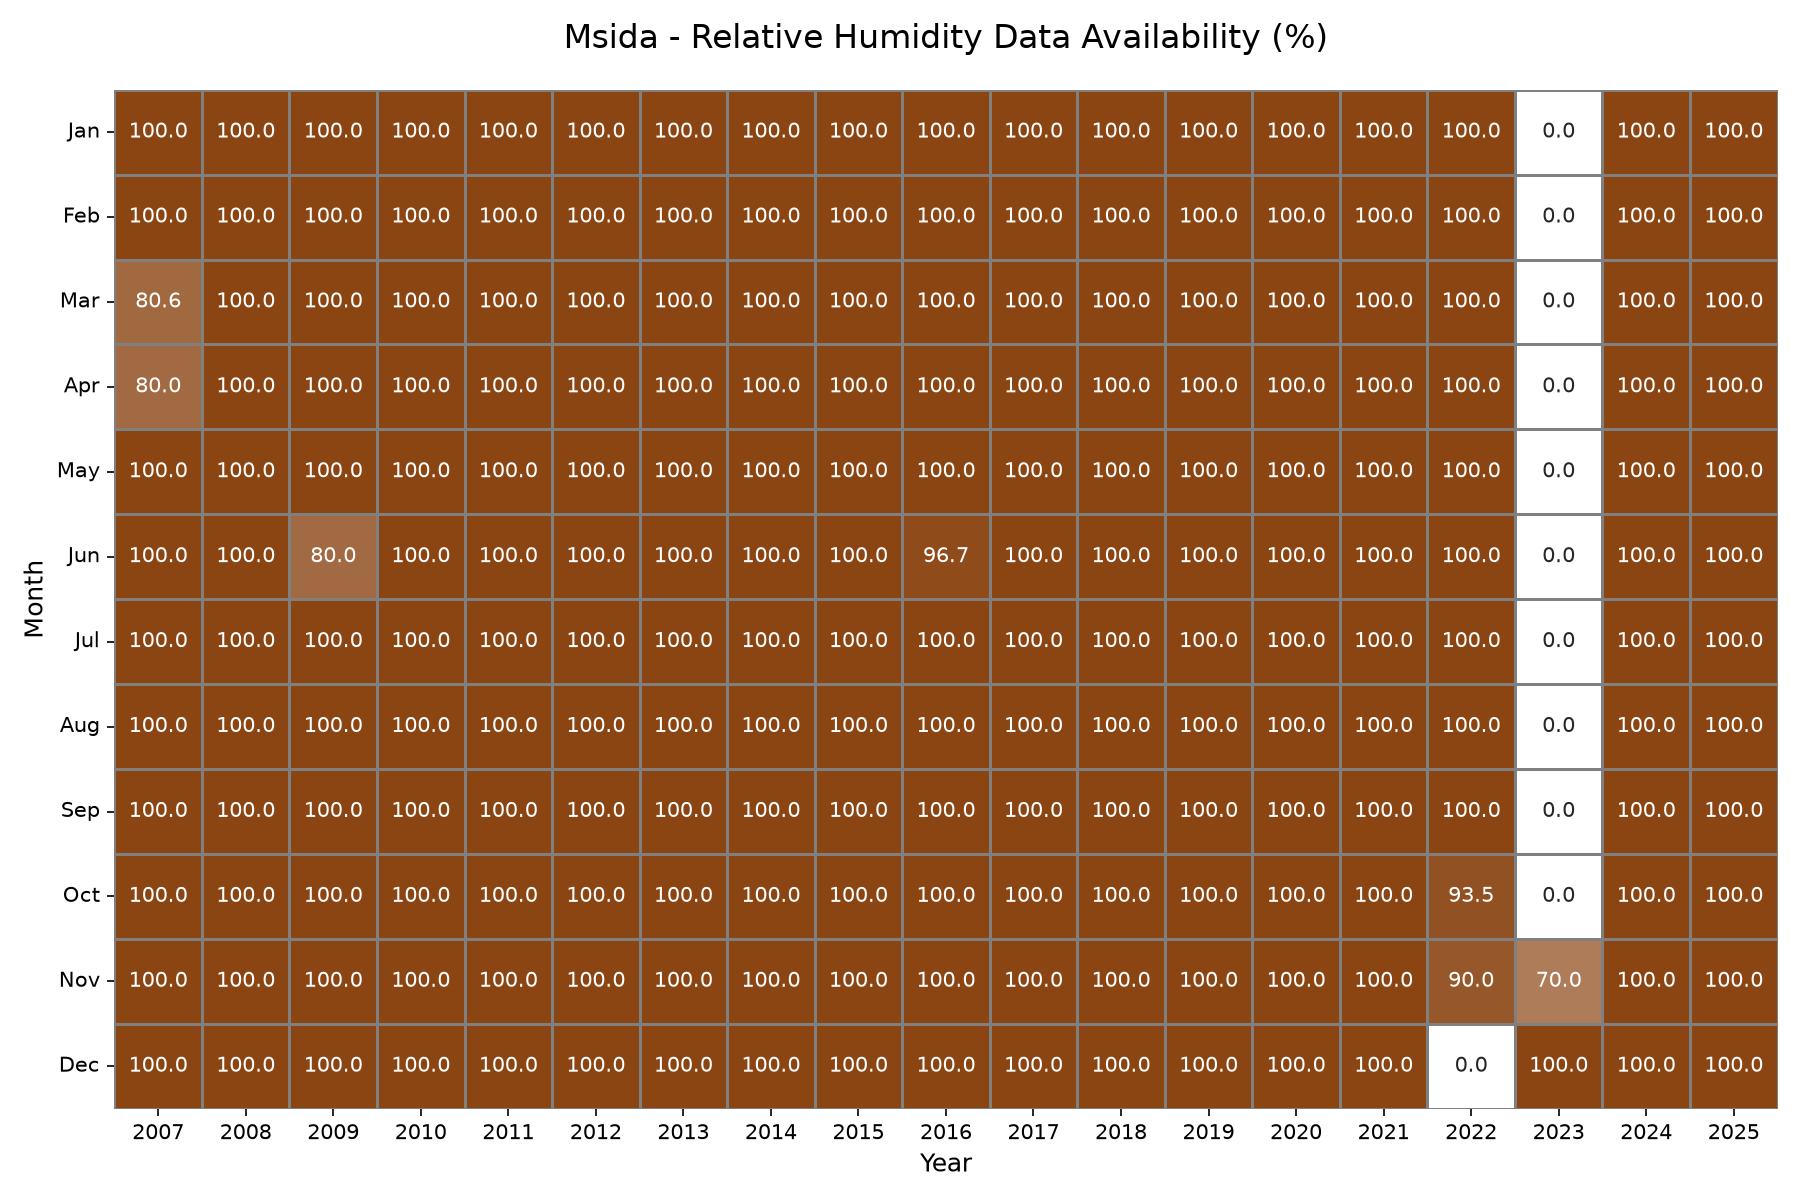 Msida - Relative Humidity Data Availability (%)
Jan 100.0 100.0 100.0 100.0 100.0 100.0 100.0 100.0 100.0 100.0 100.0 100.0 100.0 100.0 100.0 100.0 0.0 100.0 100.0
Feb 100.0 100.0 100.0 100.0 100.0 100.0 100.0 100.0 100.0 100.0 100.0 100.0 100.0 100.0 100.0 100.0 0.0 100.0 100.0
Mar 80.6 100.0 100.0 100.0 100.0 100.0 100.0 100.0 100.0 100.0 100.0 100.0 100.0 100.0 100.0 100.0 0.0 100.0 100.0
Apr 80.0 100.0 100.0 100.0 100.0 100.0 100.0 100.0 100.0 100.0 100.0 100.0 100.0 100.0 100.0 100.0 0.0 100.0 100.0
May 100.0 100.0 100.0 100.0 100.0 100.0 100.0 100.0 100.0 100.0 100.0 100.0 100.0 100.0 100.0 100.0 0.0 100.0 100.0
Jun 100.0 100.0 80.0 100.0 100.0 100.0 100.0 100.0 100.0 96.7 100.0 100.0 100.0 100.0 100.0 100.0 0.0 100.0 100.0
Month
Jul 100.0 100.0 100.0 100.0 100.0 100.0 100.0 100.0 100.0 100.0 100.0 100.0 100.0 100.0 100.0 100.0 0.0 100.0 100.0
Aug 100.0 100.0 100.0 100.0 100.0 100.0 100.0 100.0 100.0 100.0 100.0 100.0 100.0 100.0 100.0 100.0 0.0 100.0 100.0
Sep 100.0 100.0 100.0 100.0 100.0 100.0 100.0 100.0 100.0 100.0 100.0 100.0 100.0 100.0 100.0 100.0 0.0 100.0 100.0
Oct 100.0 100.0 100.0 100.0 100.0 100.0 100.0 100.0 100.0 100.0 100.0 100.0 100.0 100.0 100.0 93.5 0.0 100.0 100.0
Nov 100.0 100.0 100.0 100.0 100.0 100.0 100.0 100.0 100.0 100.0 100.0 100.0 100.0 100.0 100.0 90.0 70.0 100.0 100.0
Dec 100.0 100.0 100.0 100.0 100.0 100.0 100.0 100.0 100.0 100.0 100.0 100.0 100.0 100.0 100.0 0.0 100.0 100.0 100.0
2007 2008 2009 2010 2011 2012 2013 2014 2015 2016 2017 2018 2019 2020 2021 2022 2023 2024 2025
Year